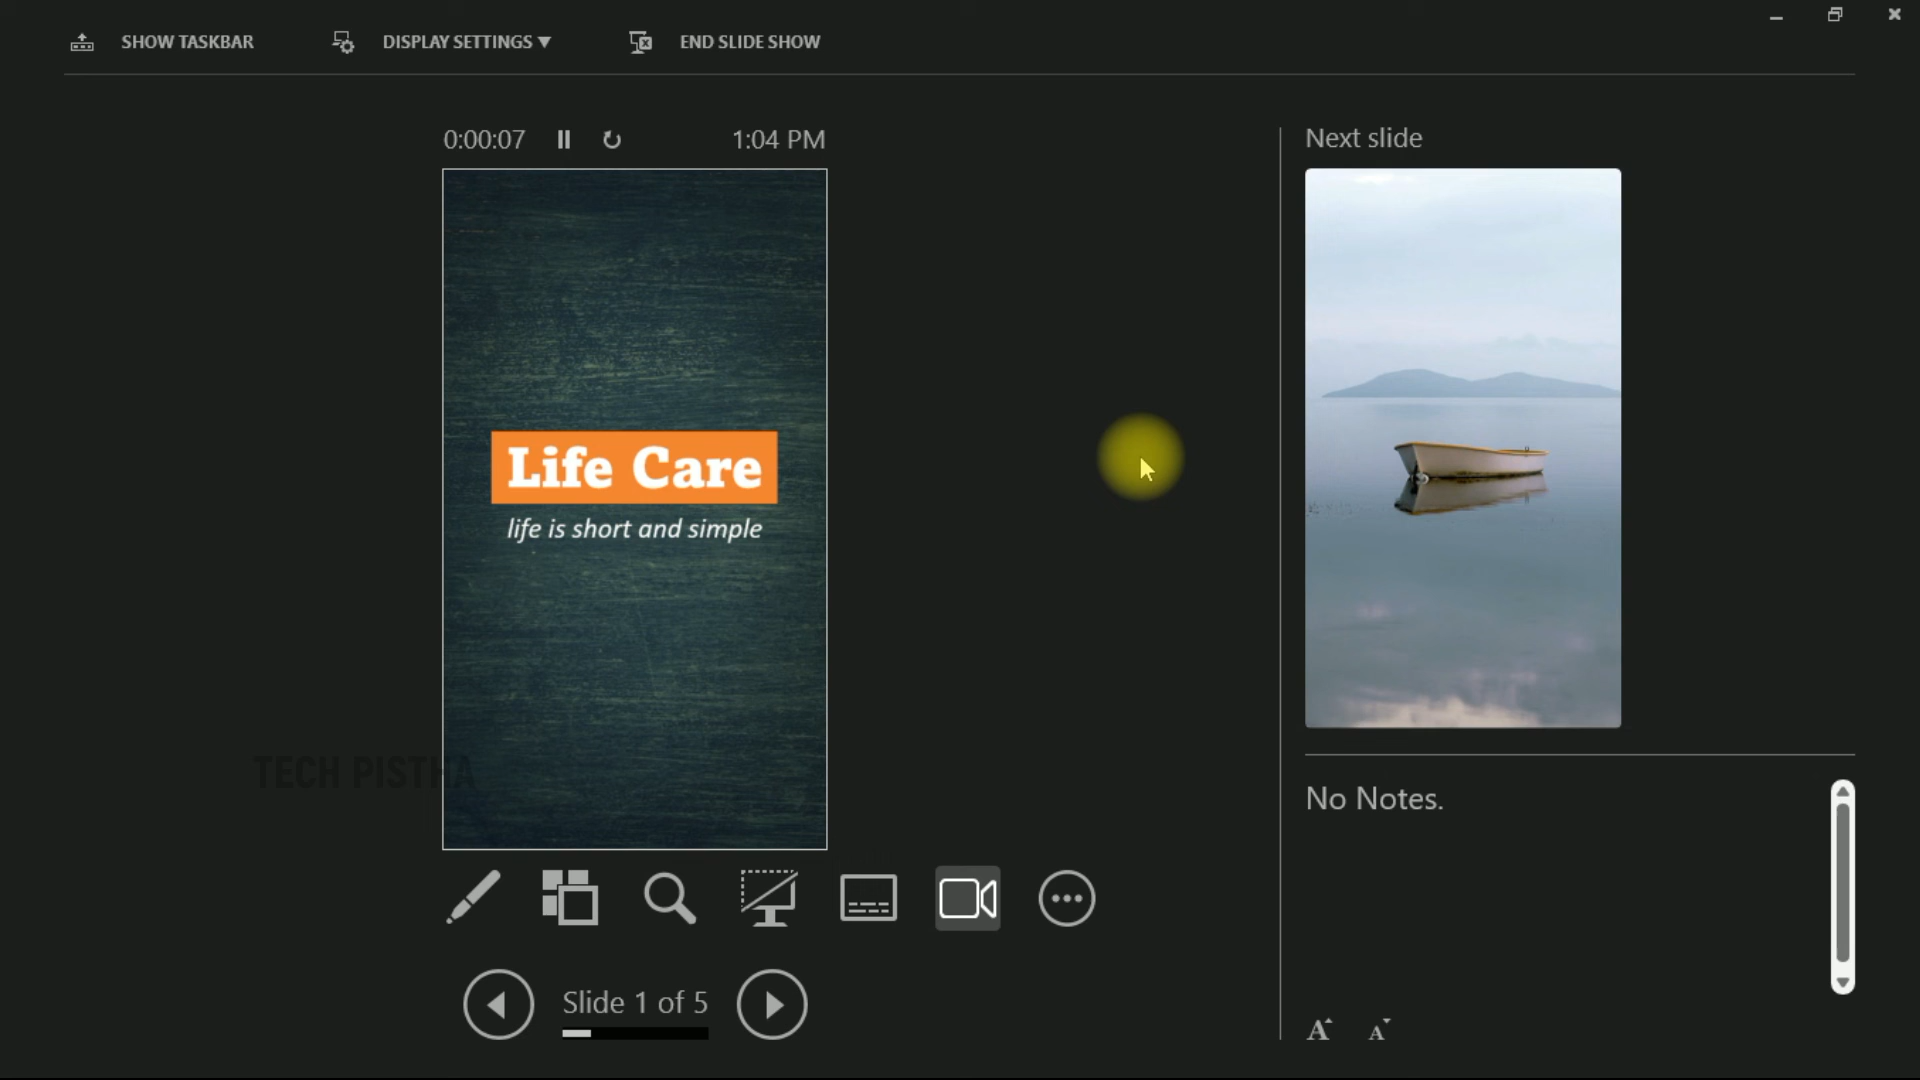 SHOW TASKBAR
DISPLAY SETTINGS
END SLIDE SHOW
0:00:07
1:04 PM
Life Care
life is short and simple
TECH PISTHA
Slide 1 of 5
Next slide
No Notes.
A A